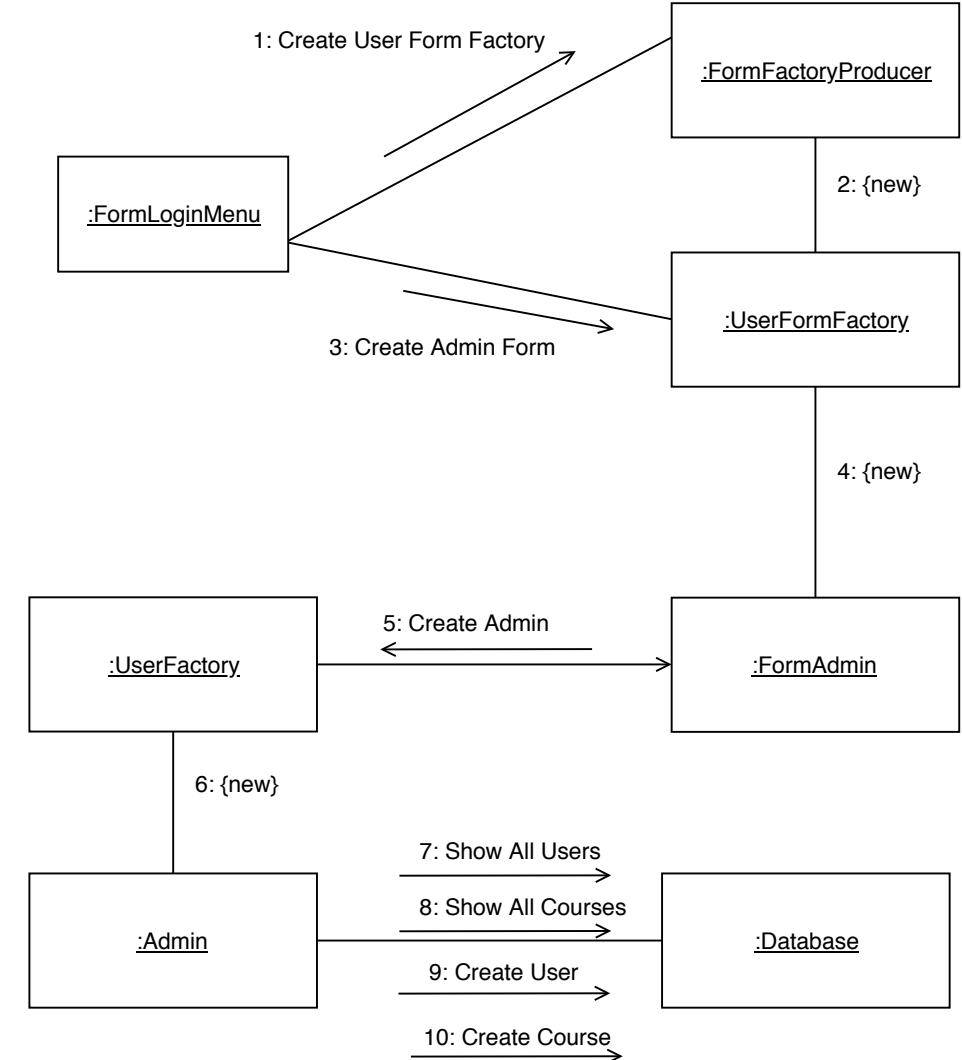 1: Create User Form Factory
:FormFactoryProducer
2: {new}
:FormLoginMenu
:UserFormFactory
3: Create Admin Form
4: {new}
5: Create Admin
:UserFactory
:FormAdmin
6: {new}
7: Show All Users
8: Show All Courses
:Admin
:Database
9: Create User
10: Create Course